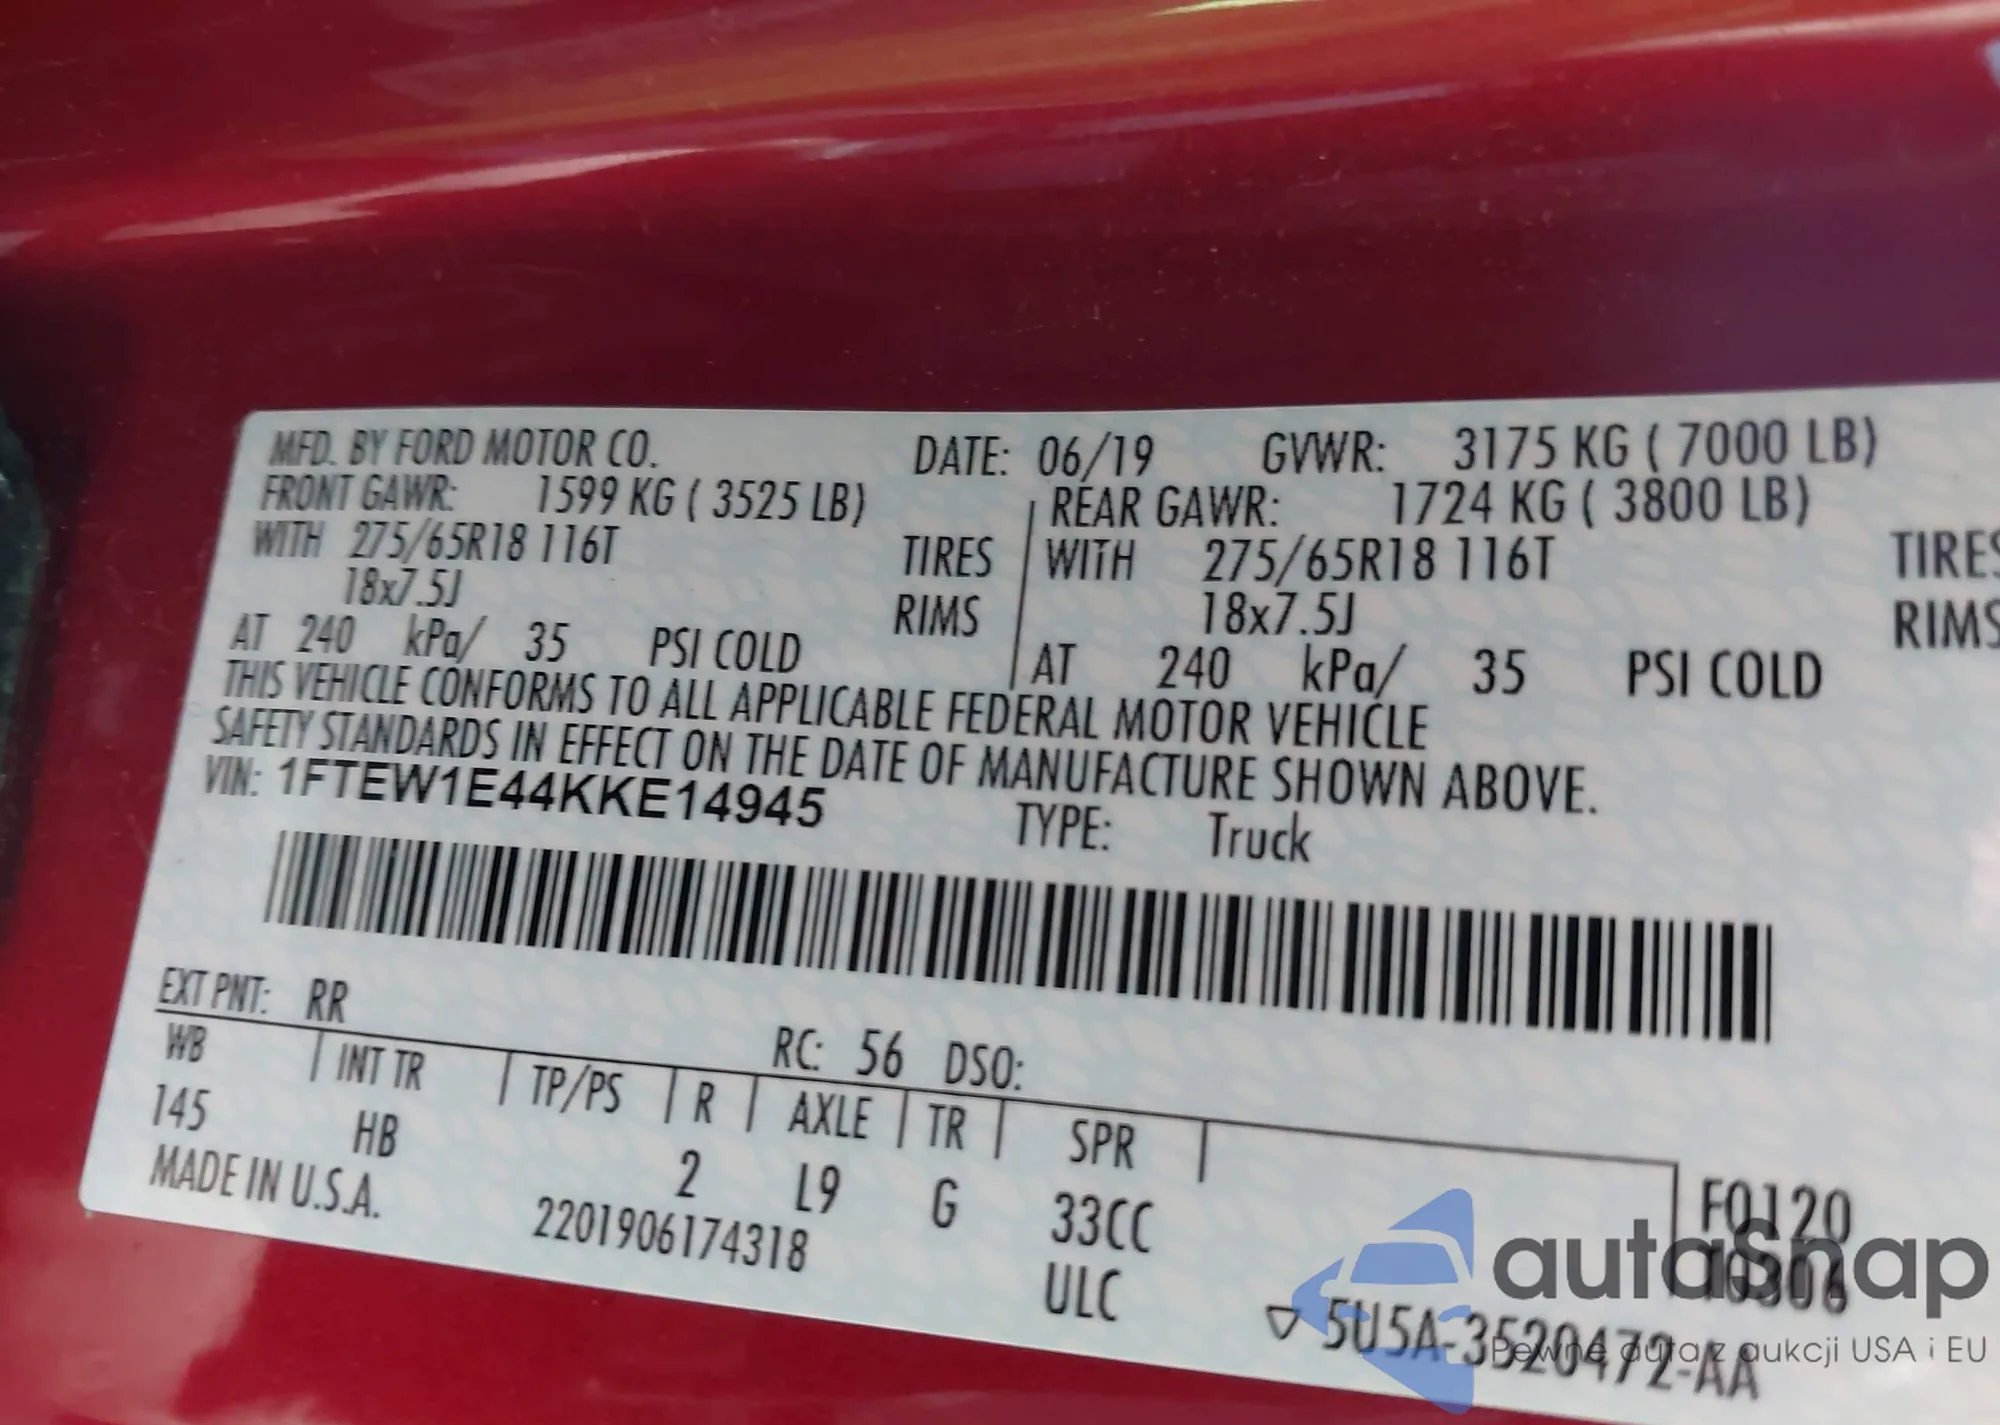 MFD. BY FORD MOTOR CO. DATE: 06/19 GVWR: 3175 KG ( 7000 LB)
FRONT GAWR: 1599 KG ( 3525 LB) REAR GAWR: 1724 KG ( 3800 LB)
WITH 275/65R18 116T TIRES WITH 275/65R18 116T TIRES
18x7.5J RIMS 18x7.5J RIMS
AT 240 kPa/ 35 PSI COLD AT 240 kPa/ 35 PSI COLD
THIS VEHICLE CONFORMS TO ALL APPLICABLE FEDERAL MOTOR VEHICLE
SAFETY STANDARDS IN EFFECT ON THE DATE OF MANUFACTURE SHOWN ABOVE.
VIN: 1FTEW1E44KKE14945 TYPE: Truck
EXT PNT: RR RC: 56 DSO:
WB INT TR TP/PS R AXLE TR SPR
145 HB 2 L9 G 33CC
MADE IN U.S.A. 2201906174318 ULC
F0120
10306
▽ 5U5A-3520472-AA
autaSnap
Pewne auta z aukcji USA i EU